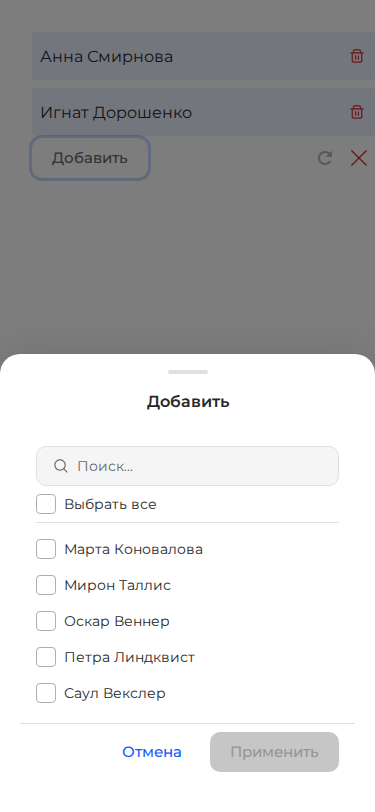 Анна Смирнова
Игнат Дорошенко
Добавить
Добавить
Поиск...
Выбрать все
Марта Коновалова
Мирон Таллис
Оскар Веннер
Петра Линдквист
Саул Векслер
Отмена Применить